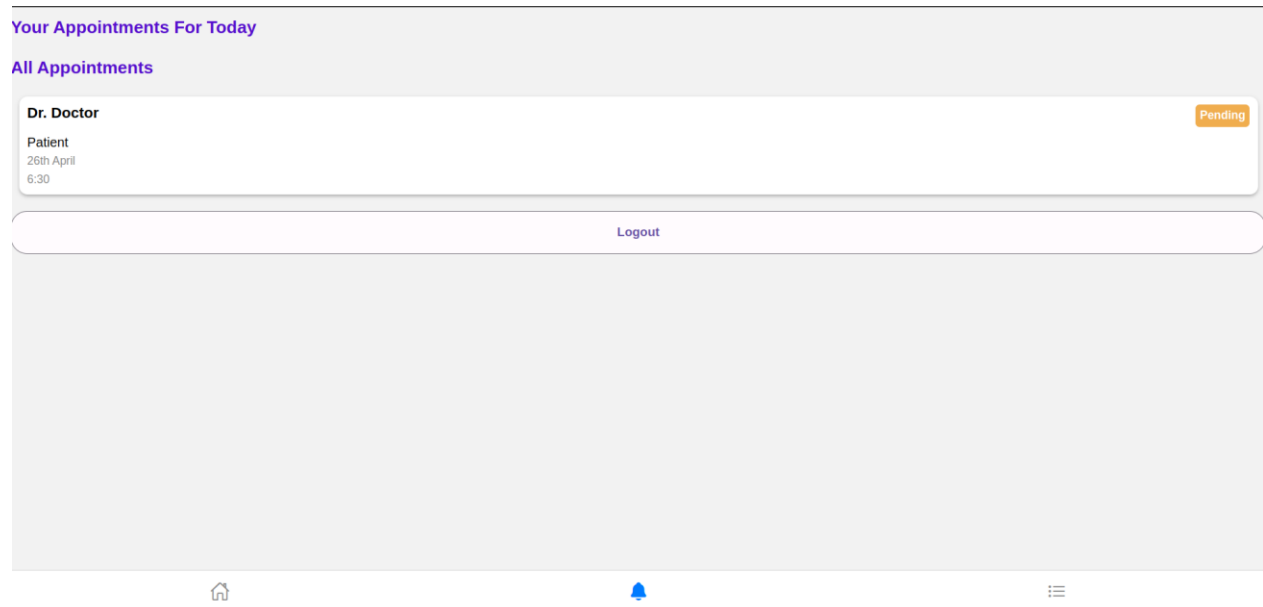 Your Appointments For Today
All Appointments
Dr. Doctor
Pending
Patient
26th April
6:30
Logout